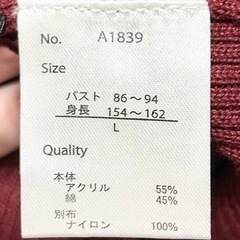 No. A1839
Size
バスト 86～94
身長 154～162
L
Quality
本体
アクリル 55%
綿 45%
別布
ナイロン 100%